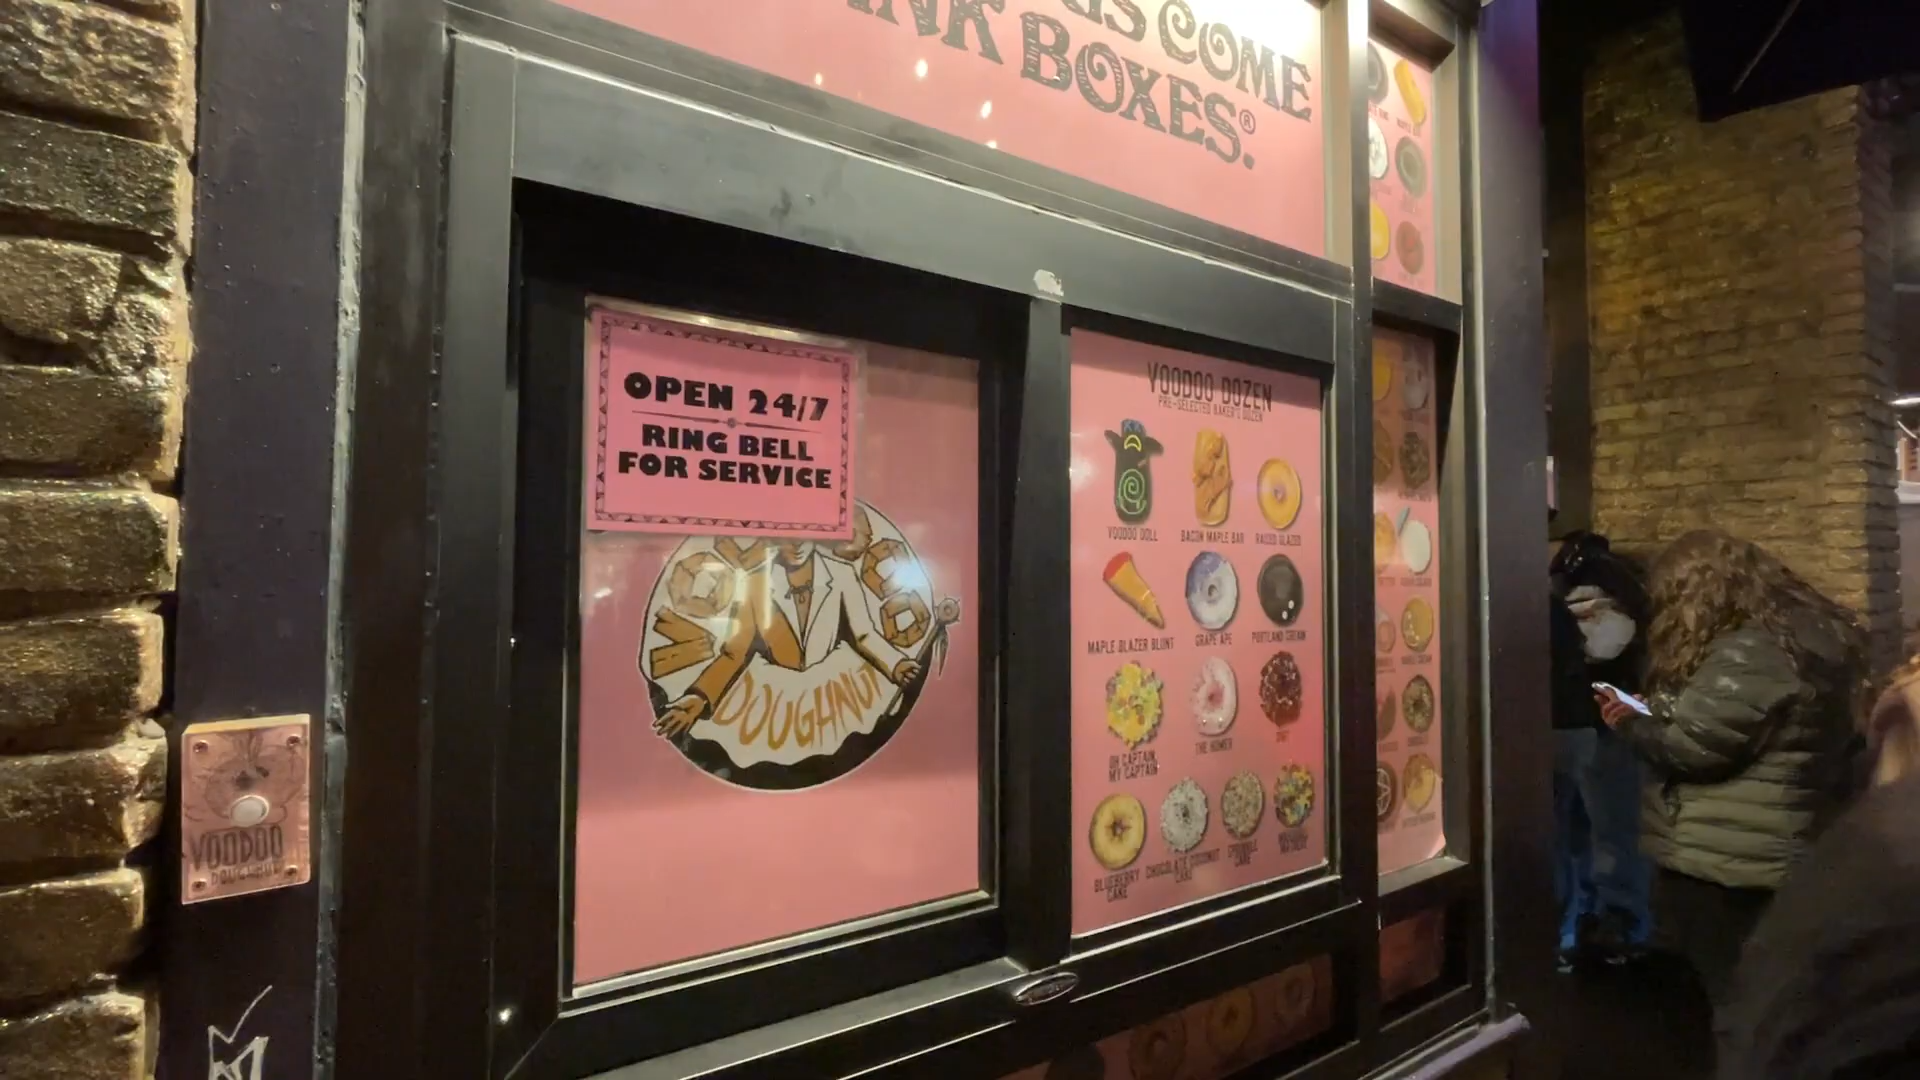 COME
BOXES.®
OPEN 24/7
RING BELL
FOR SERVICE
DOUGHNUT
VOODOO DOZEN
PRE-SELECTED BAKER'S DOZEN
VOODOO DOLL
BACON MAPLE BAR
RAISED GLAZED
MAPLE BLAZER BLUNT
GRAPE APE
PORTLAND CREAM
OH CAPTAIN,
MY CAPTAIN
THE HOMER
BLUEBERRY
CAKE
CHOCOLATE COCONUT
CAKE
SPRINKLE
CAKE
VOODOO
DOUGHNUT